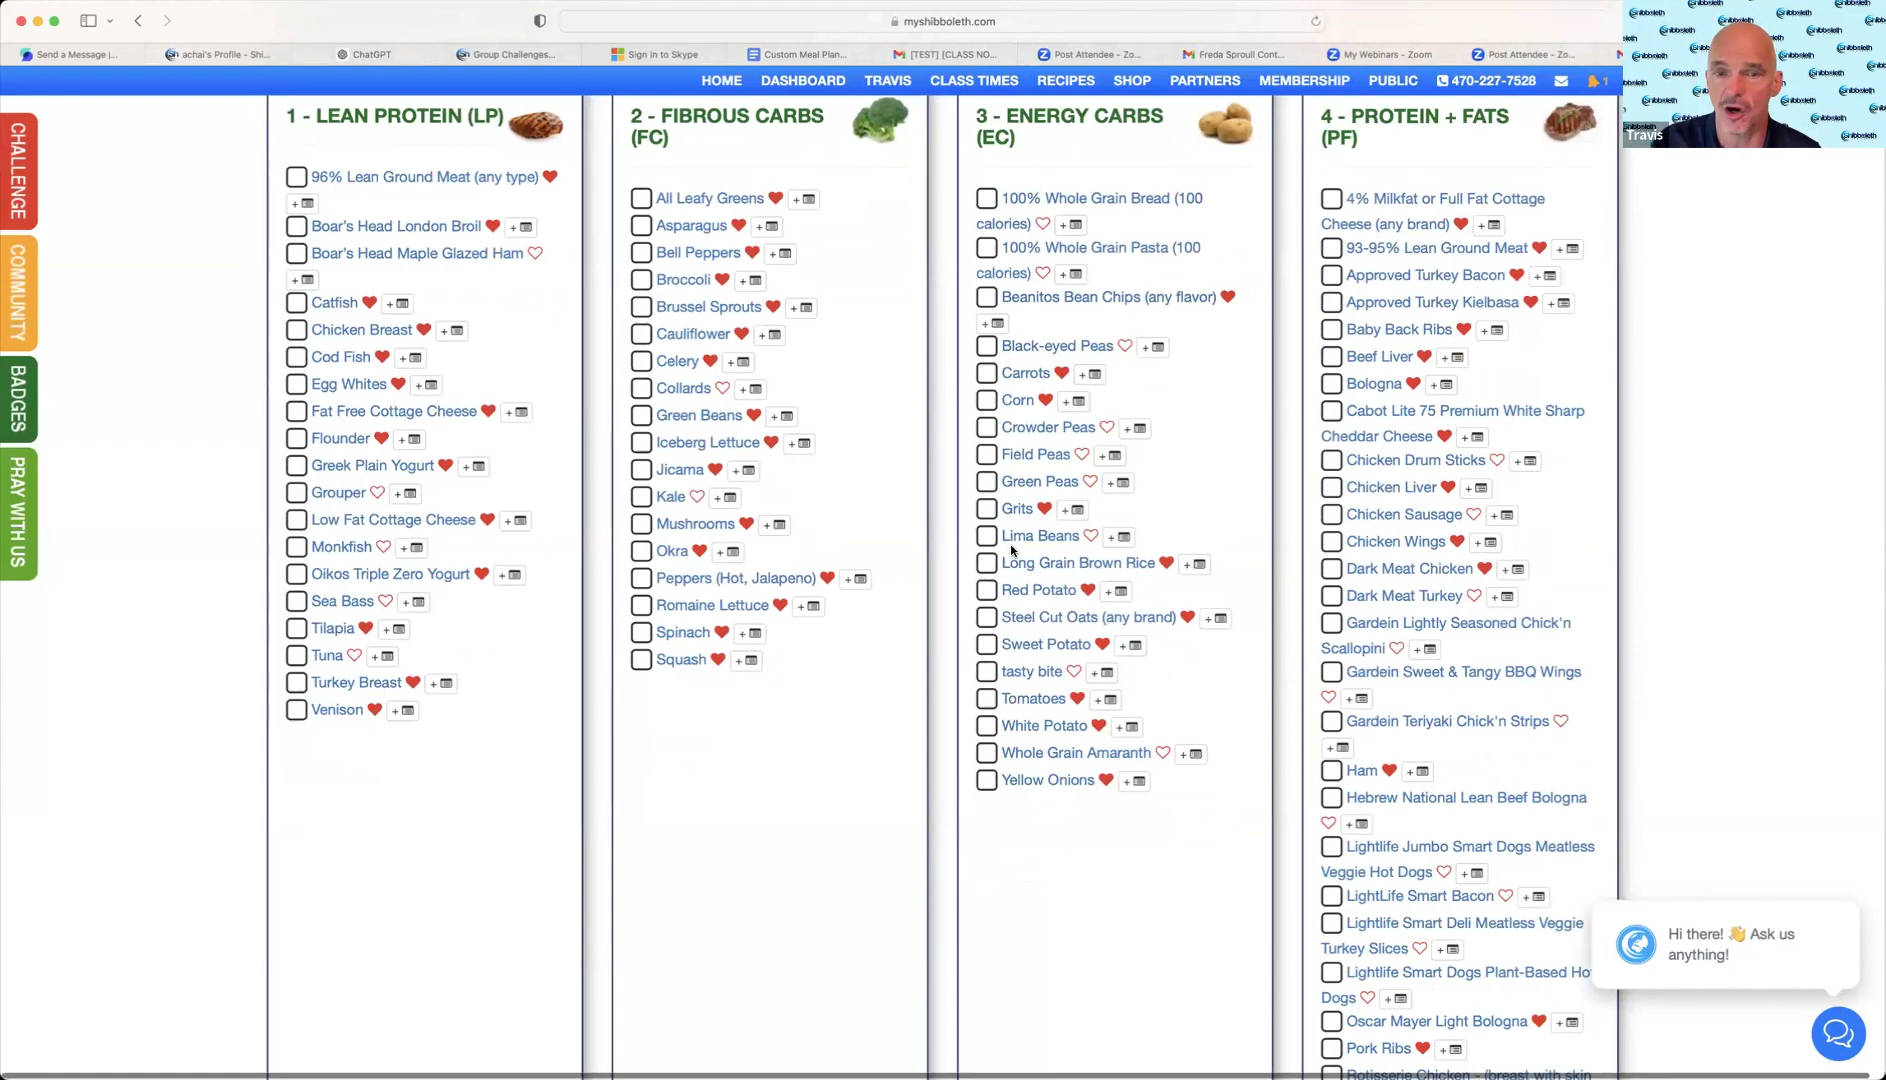 myshibboleth.com
Send a Message |...
achai's Profile - Shi...
ChatGPT
Group Challenges...
Sign in to Skype
Custom Meal Plan...
[TEST] [CLASS NO...
Post Attendee - Zo...
Freda Sproull Cont...
My Webinars - Zoom
Post Attendee - Zo...
HOME DASHBOARD TRAVIS CLASS TIMES RECIPES SHOP PARTNERS MEMBERSHIP PUBLIC 470-227-7528 1
Travis
CHALLENGE
COMMUNITY
BADGES
PRAY WITH US
1 - LEAN PROTEIN (LP)
96% Lean Ground Meat (any type)
Boar's Head London Broil
Boar's Head Maple Glazed Ham
Catfish
Chicken Breast
Cod Fish
Egg Whites
Fat Free Cottage Cheese
Flounder
Greek Plain Yogurt
Grouper
Low Fat Cottage Cheese
Monkfish
Oikos Triple Zero Yogurt
Sea Bass
Tilapia
Tuna
Turkey Breast
Venison
2 - FIBROUS CARBS
(FC)
All Leafy Greens
Asparagus
Bell Peppers
Broccoli
Brussel Sprouts
Cauliflower
Celery
Collards
Green Beans
Iceberg Lettuce
Jicama
Kale
Mushrooms
Okra
Peppers (Hot, Jalapeno)
Romaine Lettuce
Spinach
Squash
3 - ENERGY CARBS
(EC)
100% Whole Grain Bread (100
calories)
100% Whole Grain Pasta (100
calories)
Beanitos Bean Chips (any flavor)
Black-eyed Peas
Carrots
Corn
Crowder Peas
Field Peas
Green Peas
Grits
Lima Beans
Long Grain Brown Rice
Red Potato
Steel Cut Oats (any brand)
Sweet Potato
tasty bite
Tomatoes
White Potato
Whole Grain Amaranth
Yellow Onions
4 - PROTEIN + FATS
(PF)
4% Milkfat or Full Fat Cottage
Cheese (any brand)
93-95% Lean Ground Meat
Approved Turkey Bacon
Approved Turkey Kielbasa
Baby Back Ribs
Beef Liver
Bologna
Cabot Lite 75 Premium White Sharp
Cheddar Cheese
Chicken Drum Sticks
Chicken Liver
Chicken Sausage
Chicken Wings
Dark Meat Chicken
Dark Meat Turkey
Gardein Lightly Seasoned Chick'n
Scallopini
Gardein Sweet & Tangy BBQ Wings
Gardein Teriyaki Chick'n Strips
Ham
Hebrew National Lean Beef Bologna
Lightlife Jumbo Smart Dogs Meatless
Veggie Hot Dogs
LightLife Smart Bacon
Lightlife Smart Deli Meatless Veggie
Turkey Slices
Lightlife Smart Dogs Plant-Based Ho
Dogs
Oscar Mayer Light Bologna
Pork Ribs
Rotisserie Chicken - (breast with skin
Hi there! 👋 Ask us
anything!